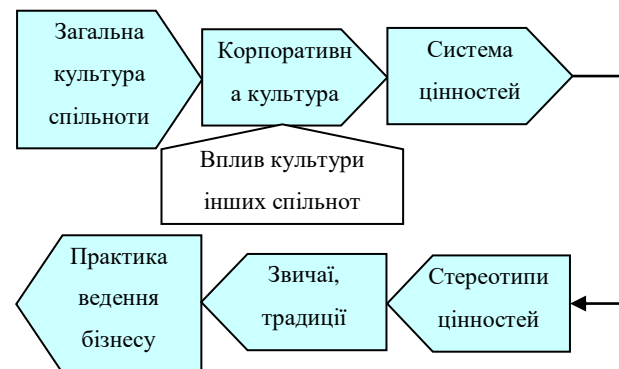 Загальна
культура
спільноти
Корпоративн
а культура
Система
цінностей
Вплив культури
інших спільнот
Практика
ведення
бізнесу
Звичаї,
традиції
Стереотипи
цінностей